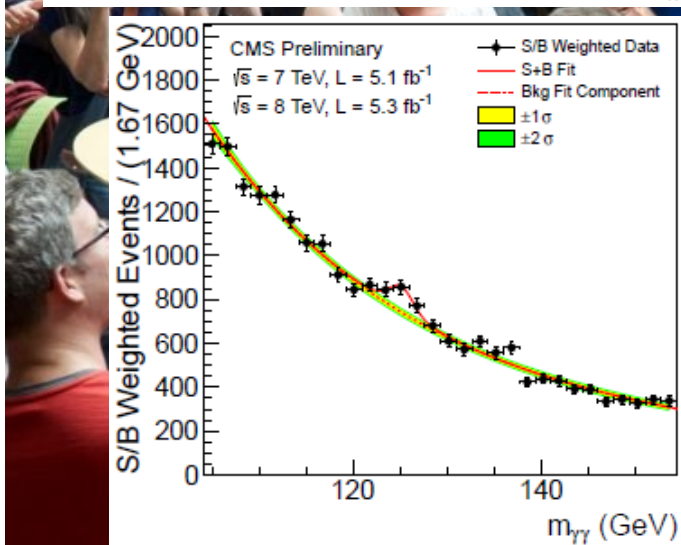 2000
1800
1600
1400
1200
1000
800
600
400
200
0
S/B Weighted Events / (1.67 GeV)
CMS Preliminary
√s = 7 TeV, L = 5.1 fb⁻¹
√s = 8 TeV, L = 5.3 fb⁻¹
S/B Weighted Data
S+B Fit
Bkg Fit Component
±1σ
±2σ
120
140
mγγ (GeV)